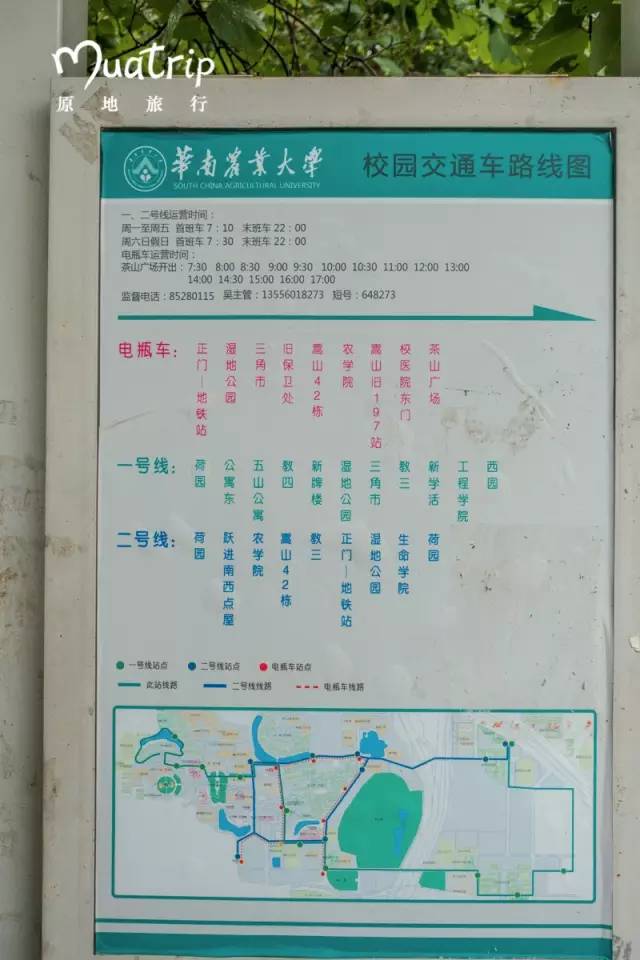 muatrip
原地旅行
華南農業大學
SOUTH CHINA AGRICULTURAL UNIVERSITY
校园交通车路线图
一、二号线运营时间：
周一至周五 首班车 7：10 末班车 22：00
周六日假日 首班车 7：30 末班车 22：00
电瓶车运营时间：
茶山广场开出：7:30 8:00 8:30 9:00 9:30 10:00 10:30 11:00 12:00 13:00
14:00 14:30 15:00 16:00 17:00
监督电话：85280115 吴主管：13556018273 短号：648273
电瓶车： 正门—地铁站 湿地公园 三角市 旧保卫处 嵩山42栋 农学院 嵩山旧197站 校医院东门 茶山广场
一号线： 荷园 公寓东 五山公寓 教四 新牌楼 湿地公园 三角市 教三 新学活 工程学院 西园
二号线： 荷园 跃进南西点屋 农学院 嵩山42栋 教三 正门—地铁站 湿地公园 生命学院 荷园
一号线站点 二号线站点 电瓶车站点
此站线路 二号线线路 电瓶车线路